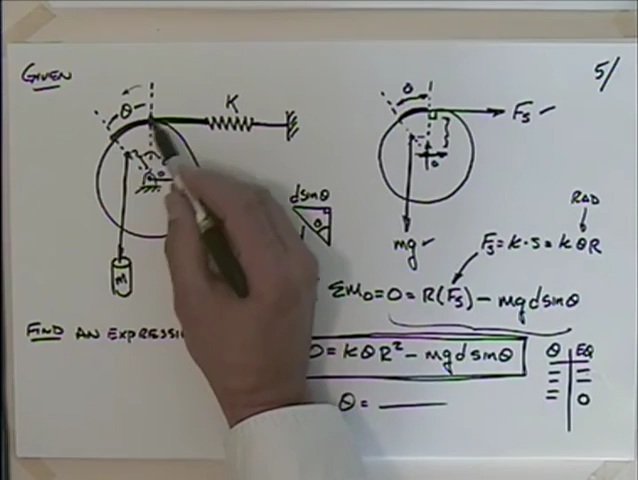 GIVEN
5/
θ
K
θ
Fs
d
o
o
dsinθ
θ
m
mg
RAD
Fs = K·S = KθR
ΣMo=0= R(Fs) - mgdsinθ
FIND AN EXPRESSI
0 = KθR² - mgdsinθ
θ EQ
0
θ =